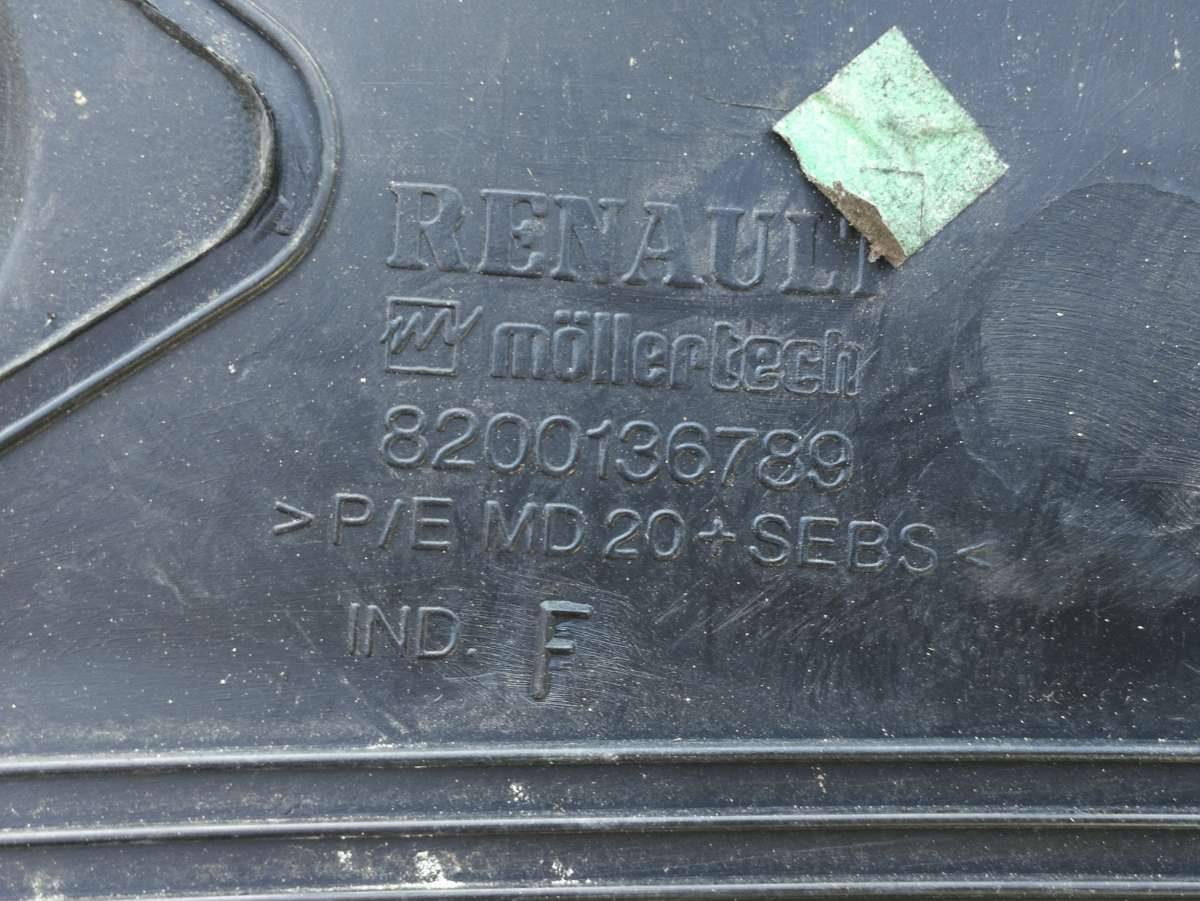 RENAULT
möllertech
8200136789
>P/E MD 20+SEBS<
IND. F